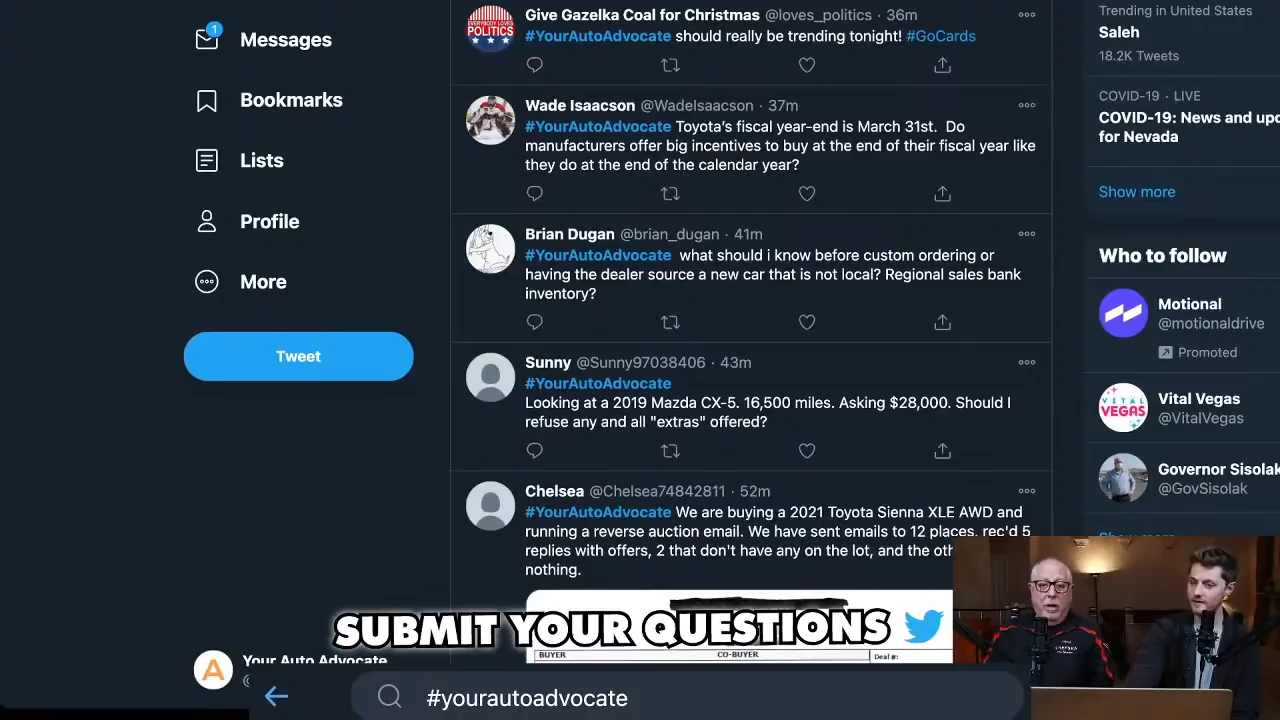 Messages
1
Bookmarks
Lists
Profile
More
Tweet
Your Auto Advocate
EVERYBODY LOVES
POLITICS
Give Gazelka Coal for Christmas @loves_politics · 36m
#YourAutoAdvocate should really be trending tonight! #GoCards
Wade Isaacson @WadeIsaacson · 37m
#YourAutoAdvocate Toyota's fiscal year-end is March 31st. Do
manufacturers offer big incentives to buy at the end of their fiscal year like
they do at the end of the calendar year?
Brian Dugan @brian_dugan · 41m
#YourAutoAdvocate what should i know before custom ordering or
having the dealer source a new car that is not local? Regional sales bank
inventory?
Sunny @Sunny97038406 · 43m
#YourAutoAdvocate
Looking at a 2019 Mazda CX-5. 16,500 miles. Asking $28,000. Should I
refuse any and all "extras" offered?
Chelsea @Chelsea74842811 · 52m
#YourAutoAdvocate We are buying a 2021 Toyota Sienna XLE AWD and
running a reverse auction email. We have sent emails to 12 places, rec'd 5
replies with offers, 2 that don't have any on the lot, and the
nothing.
SUBMIT YOUR QUESTIONS
BUYER CO-BUYER Deal #:
#yourautoadvocate
Trending in United States
Saleh
18.2K Tweets
COVID-19 · LIVE
COVID-19: News and
for Nevada
Show more
Who to follow
Motional
@motionaldrive
Promoted
VITAL
VEGAS
Vital Vegas
@VitalVegas
Governor Sisolak
@GovSisolak